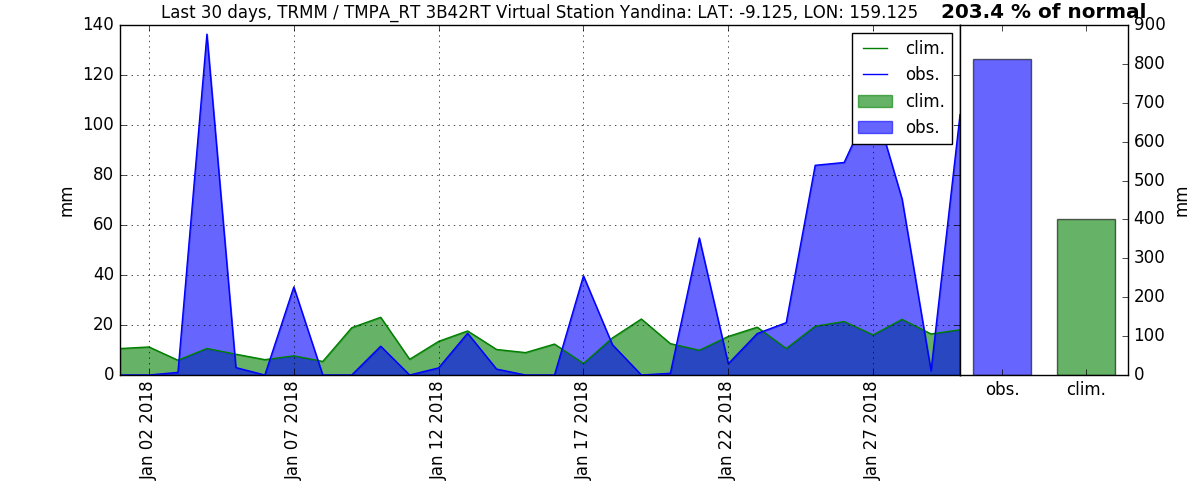 Last 30 days, TRMM / TMPA_RT 3B42RT Virtual Station Yandina: LAT: -9.125, LON: 159.125
203.4 % of normal
140
120
100
80
60
40
20
0
mm
clim.
obs.
clim.
obs.
900
800
700
600
500
400
300
200
100
0
mm
Jan 02 2018
Jan 07 2018
Jan 12 2018
Jan 17 2018
Jan 22 2018
Jan 27 2018
obs.
clim.